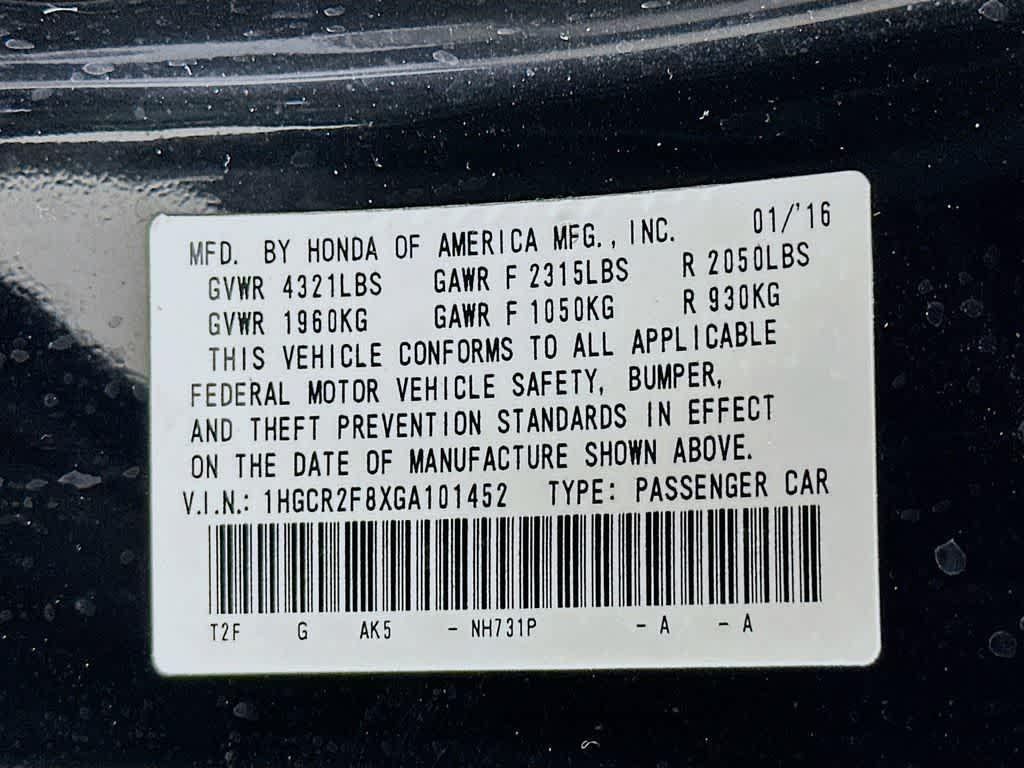 MFD. BY HONDA OF AMERICA MFG., INC. 01/'16
GVWR 4321LBS GAWR F 2315LBS R 2050LBS
GVWR 1960KG GAWR F 1050KG R 930KG
THIS VEHICLE CONFORMS TO ALL APPLICABLE
FEDERAL MOTOR VEHICLE SAFETY, BUMPER,
AND THEFT PREVENTION STANDARDS IN EFFECT
ON THE DATE OF MANUFACTURE SHOWN ABOVE.
V.I.N.: 1HGCR2F8XGA101452 TYPE: PASSENGER CAR
T2F G AK5 - NH731P - A - A